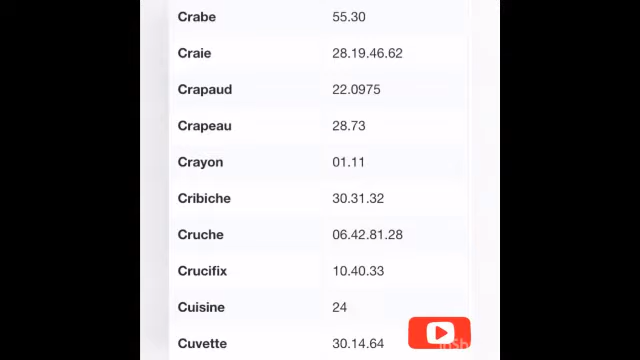 Crabe 55.30
Craie 28.19.46.62
Crapaud 22.0975
Crapeau 28.73
Crayon 01.11
Cribiche 30.31.32
Cruche 06.42.81.28
Crucifix 10.40.33
Cuisine 24
Cuvette 30.14.64